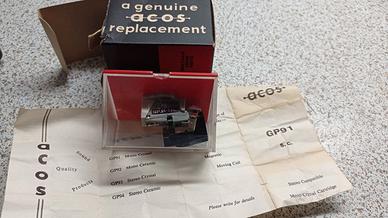 a genuine
-acos-
replacement
acos
Sound
Quality
Products
GP91 Mono Ceramic
GP92 Mono Ceramic
GP93 Stereo Crystal
GP94 Stereo Ceramic
Magnetic
Moving Coil
Please write for details
-acos-
GP91
s.c.
Stereo Compatible
Mono Crystal Cartridge